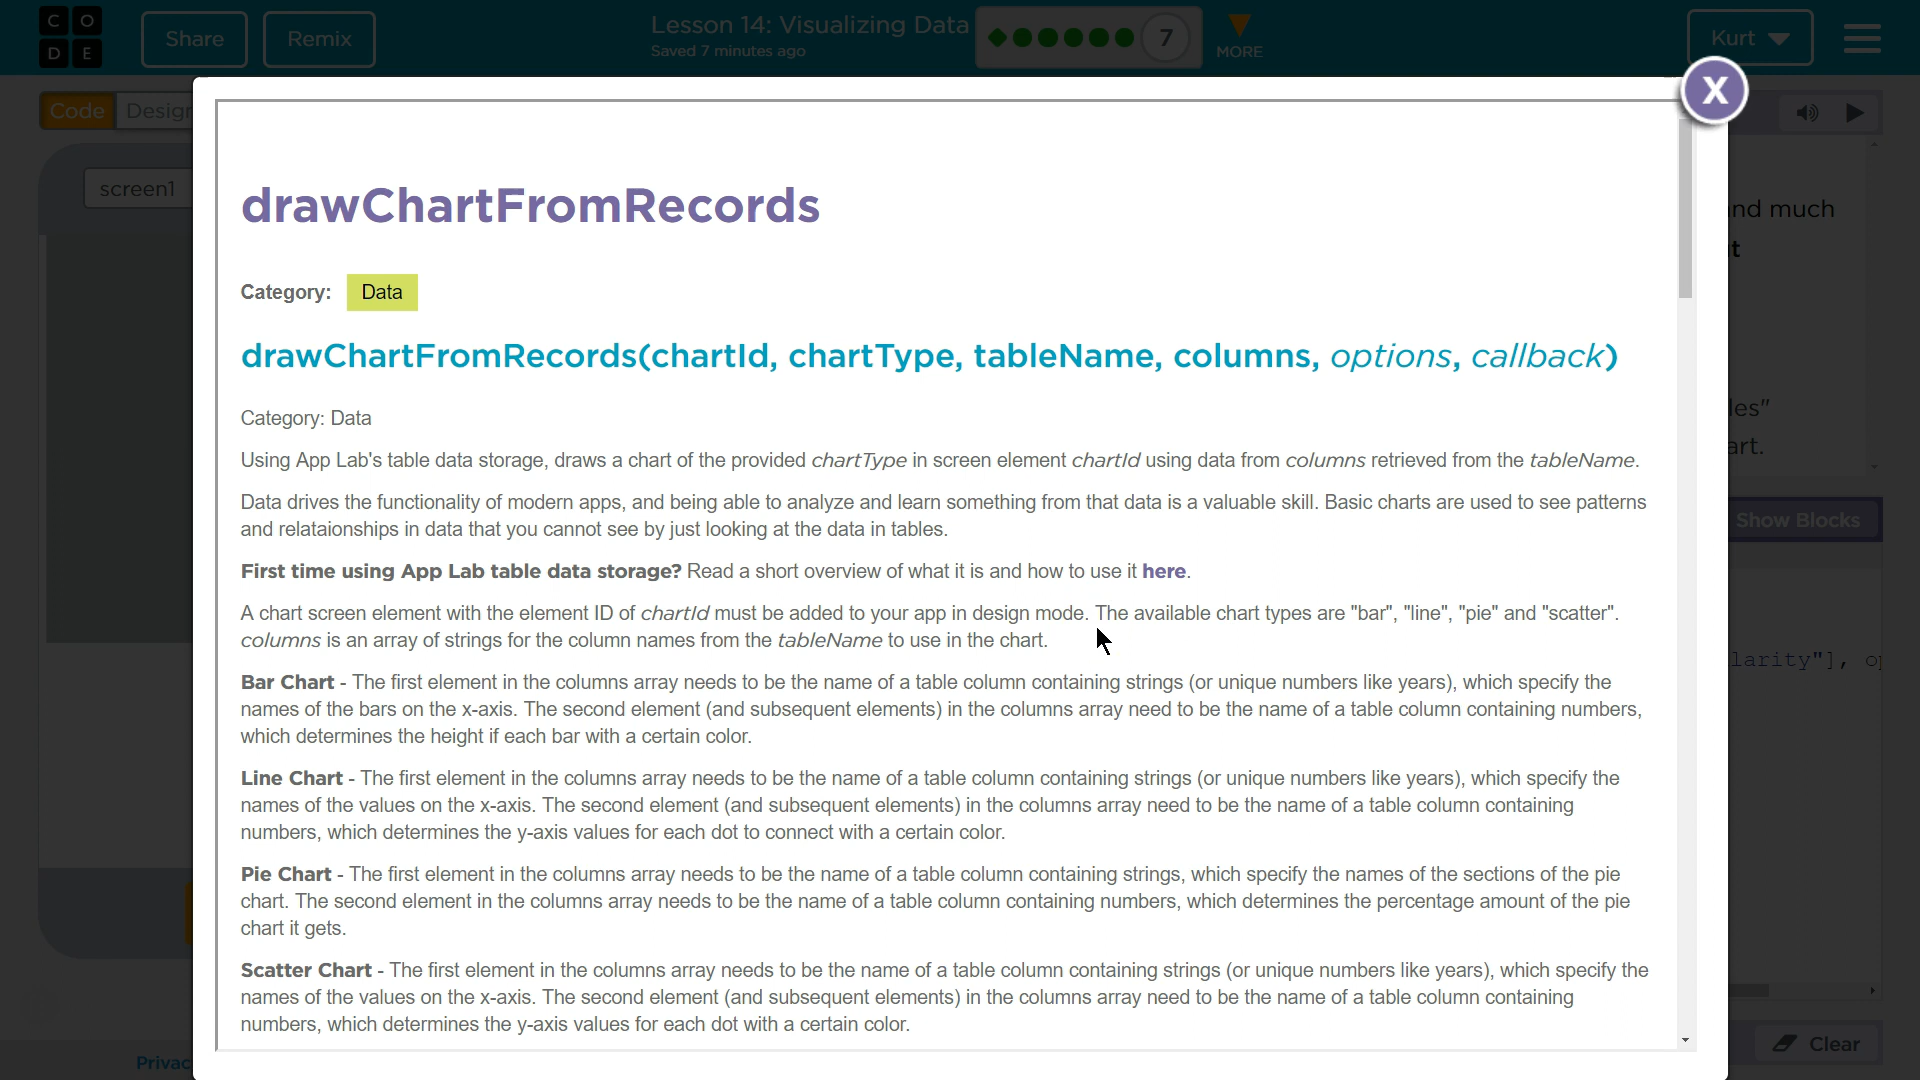 C O
D E
Share
Remix
Lesson 14: Visualizing Data
Saved 7 minutes ago
7
MORE
Kurt
X
Code
Design
screen1
nd much
t
les"
art.
Show Blocks
larity"], o
Clear
Privac
drawChartFromRecords
Category: Data
drawChartFromRecords(chartId, chartType, tableName, columns, options, callback)
Category: Data
Using App Lab's table data storage, draws a chart of the provided chartType in screen element chartId using data from columns retrieved from the tableName.
Data drives the functionality of modern apps, and being able to analyze and learn something from that data is a valuable skill. Basic charts are used to see patterns
and relataionships in data that you cannot see by just looking at the data in tables.
First time using App Lab table data storage? Read a short overview of what it is and how to use it here.
A chart screen element with the element ID of chartId must be added to your app in design mode. The available chart types are "bar", "line", "pie" and "scatter".
columns is an array of strings for the column names from the tableName to use in the chart.
Bar Chart - The first element in the columns array needs to be the name of a table column containing strings (or unique numbers like years), which specify the
names of the bars on the x-axis. The second element (and subsequent elements) in the columns array need to be the name of a table column containing numbers,
which determines the height if each bar with a certain color.
Line Chart - The first element in the columns array needs to be the name of a table column containing strings (or unique numbers like years), which specify the
names of the values on the x-axis. The second element (and subsequent elements) in the columns array need to be the name of a table column containing
numbers, which determines the y-axis values for each dot to connect with a certain color.
Pie Chart - The first element in the columns array needs to be the name of a table column containing strings, which specify the names of the sections of the pie
chart. The second element in the columns array needs to be the name of a table column containing numbers, which determines the percentage amount of the pie
chart it gets.
Scatter Chart - The first element in the columns array needs to be the name of a table column containing strings (or unique numbers like years), which specify the
names of the values on the x-axis. The second element (and subsequent elements) in the columns array need to be the name of a table column containing
numbers, which determines the y-axis values for each dot with a certain color.